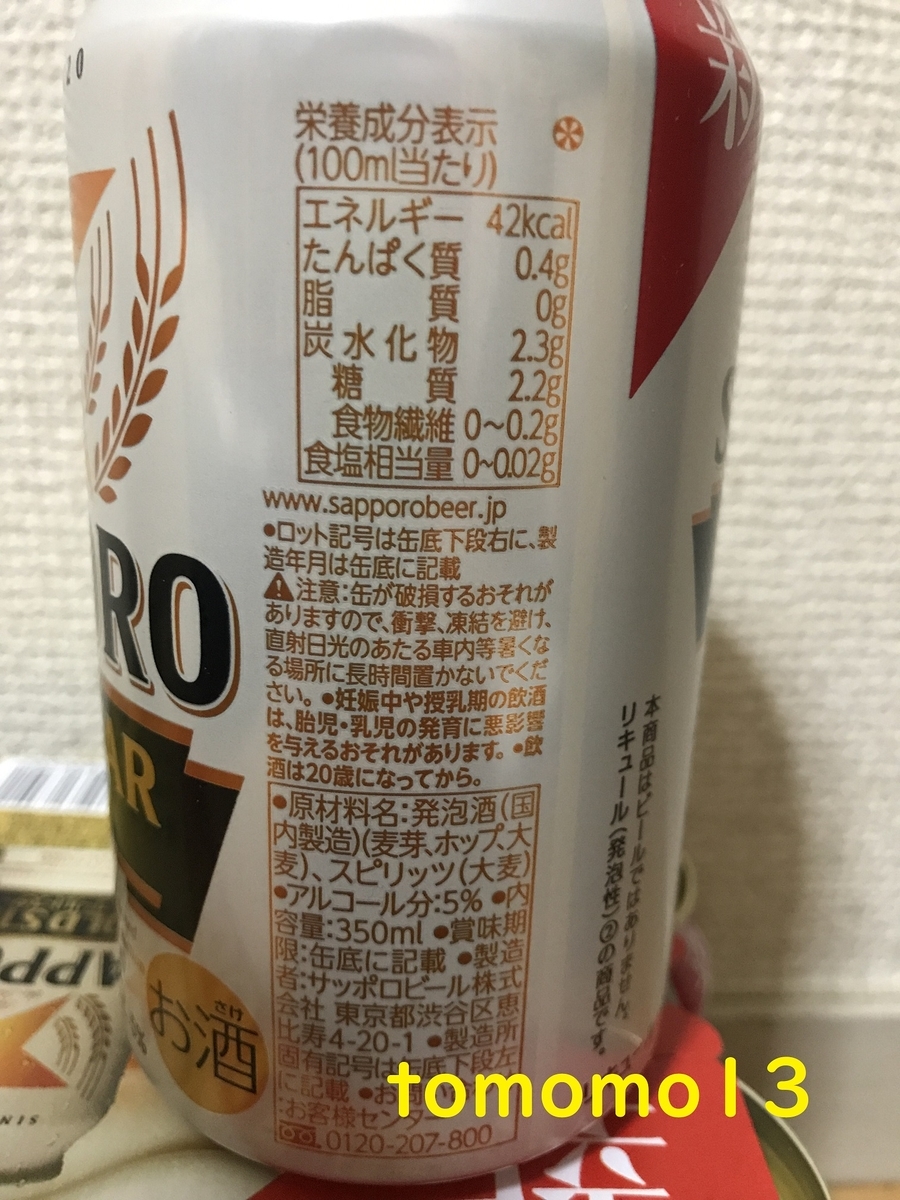 20
栄養成分表示
(100ml当たり)
エネルギー 42kcal
たんぱく質 0.4g
脂質 0g
炭水化物 2.3g
糖質 2.2g
食物繊維 0~0.2g
食塩相当量 0~0.02g
www.sapporobeer.jp
●ロット記号は缶底下段右に、製
造年月は缶底に記載
⚠注意:缶が破損するおそれが
ありますので、衝撃、凍結を避け、
直射日光のあたる車内等暑くな
る場所に長時間置かないでくだ
さい。●妊娠中や授乳期の飲酒
は、胎児・乳児の発育に悪影響
を与えるおそれがあります。●飲
酒は20歳になってから。
●原材料名:発泡酒(国
内製造)(麦芽、ホップ、大
麦)、スピリッツ(大麦)
●アルコール分:5% ●内
容量:350ml ●賞味期
限:缶底に記載 ●製造
者:サッポロビール株式
会社 東京都渋谷区恵
比寿4-20-1 ●製造所
固有記号は缶底下段左
に記載 ●お
:お客様センター
0120-207-800
本商品はビールではありません。
リキュール(発泡性)②の商品です。
RO
AR
さけ
お酒
tomomo13